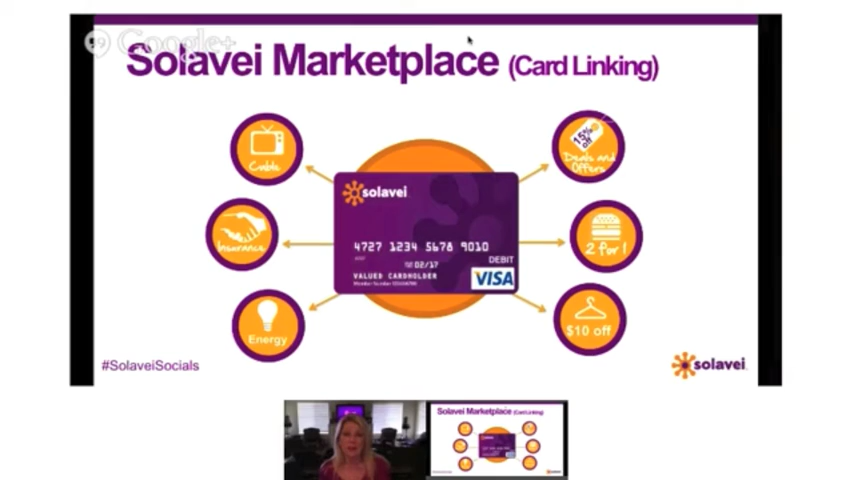 Google+
Solavei Marketplace (Card Linking)
Cable
15% off
Deals and Offers
solavei
Insurance
2 for 1
4727 1234 5678 9010
02/17
DEBIT
VALUED CARDHOLDER
VISA
Energy
$10 off
#SolaveiSocials
solavei
Solavei Marketplace (Card Linking)